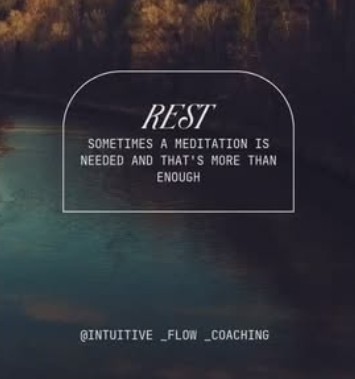 REST
SOMETIMES A MEDITATION IS
NEEDED AND THAT'S MORE THAN
ENOUGH
@INTUITIVE _FLOW _COACHING